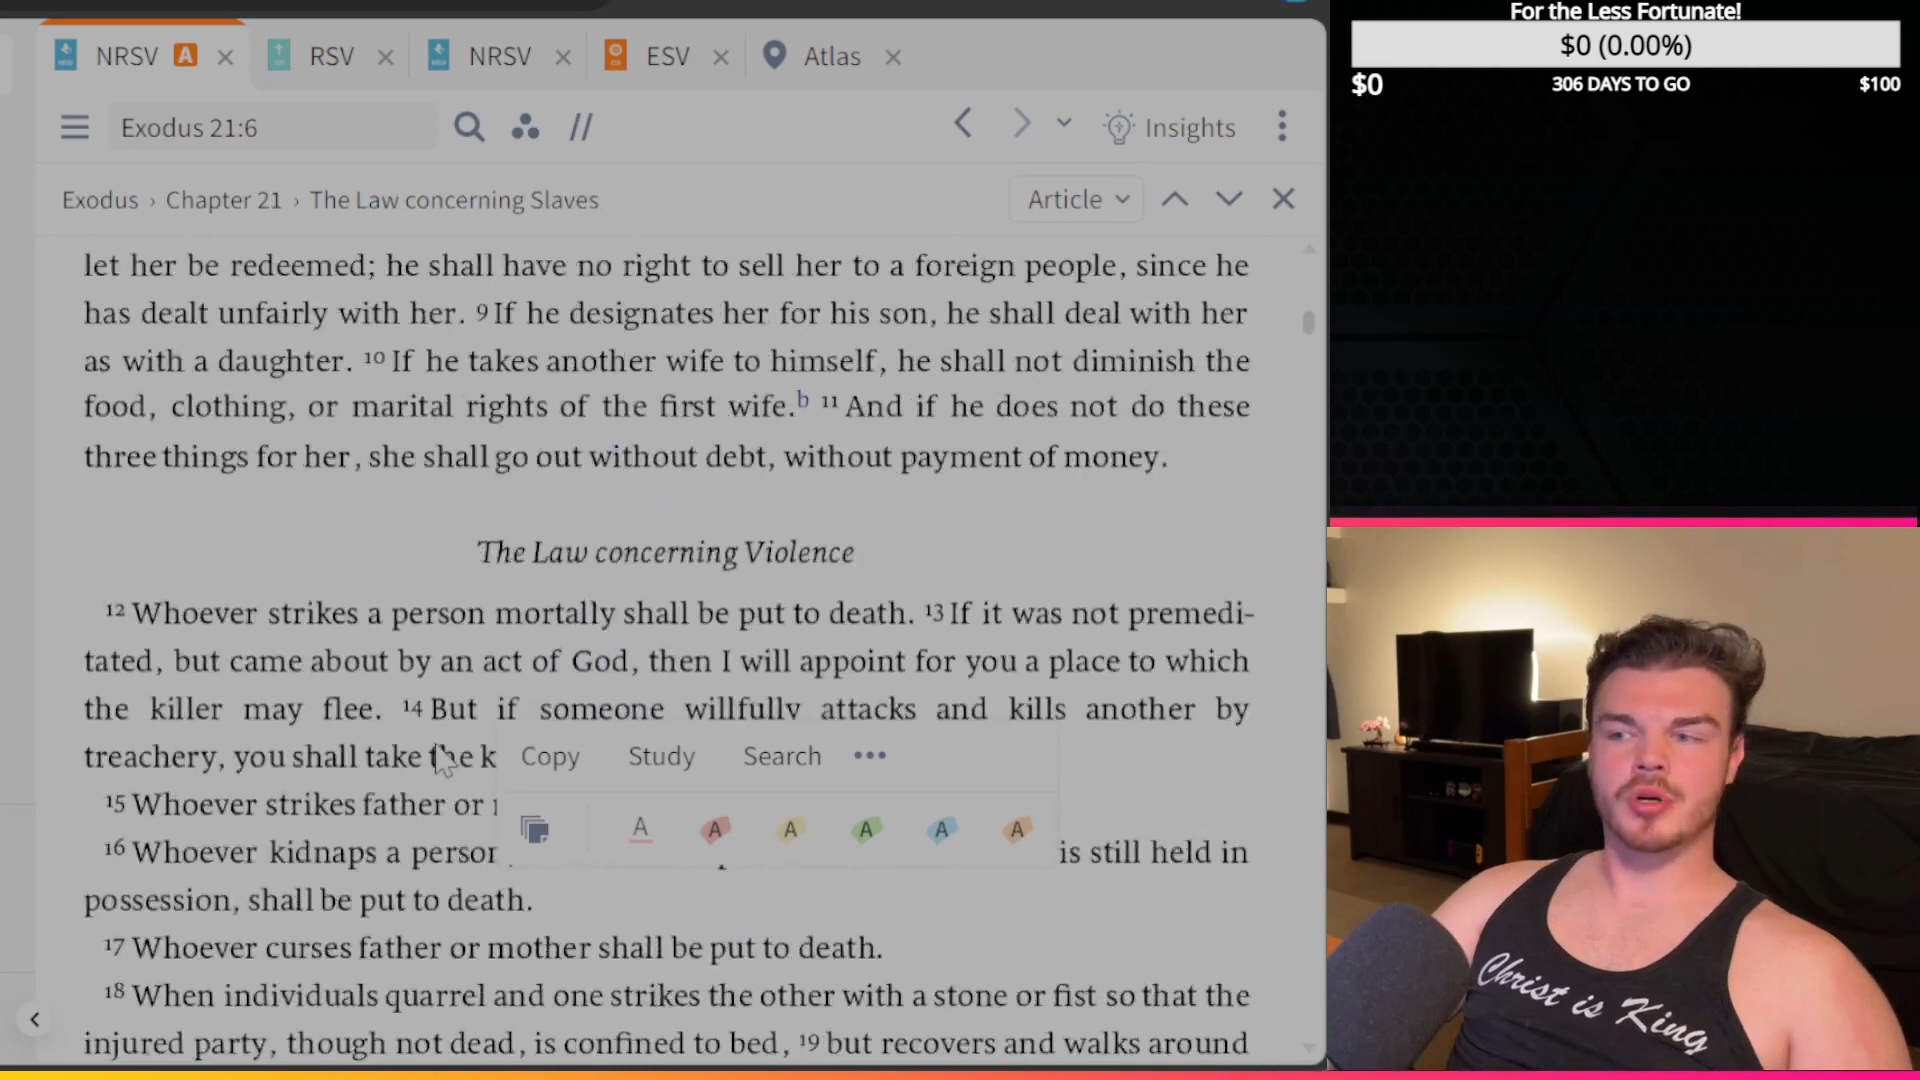 NRSV A RSV NRSV ESV Atlas
Exodus 21:6 Insights
Exodus › Chapter 21 › The Law concerning Slaves Article
let her be redeemed; he shall have no right to sell her to a foreign people, since he
has dealt unfairly with her. 9 If he designates her for his son, he shall deal with her
as with a daughter. 10 If he takes another wife to himself, he shall not diminish the
food, clothing, or marital rights of the first wife.b 11 And if he does not do these
three things for her, she shall go out without debt, without payment of money.
The Law concerning Violence
12 Whoever strikes a person mortally shall be put to death. 13 If it was not premedi-
tated, but came about by an act of God, then I will appoint for you a place to which
the killer may flee. 14 But if someone willfully attacks and kills another by
treachery, you shall take the k
Copy Study Search •••
15 Whoever strikes father or
A A A A A A
16 Whoever kidnaps a person is still held in
possession, shall be put to death.
17 Whoever curses father or mother shall be put to death.
18 When individuals quarrel and one strikes the other with a stone or fist so that the
injured party, though not dead, is confined to bed, 19 but recovers and walks around
For the Less Fortunate!
$0 (0.00%)
$0 306 DAYS TO GO $100
Christ is King